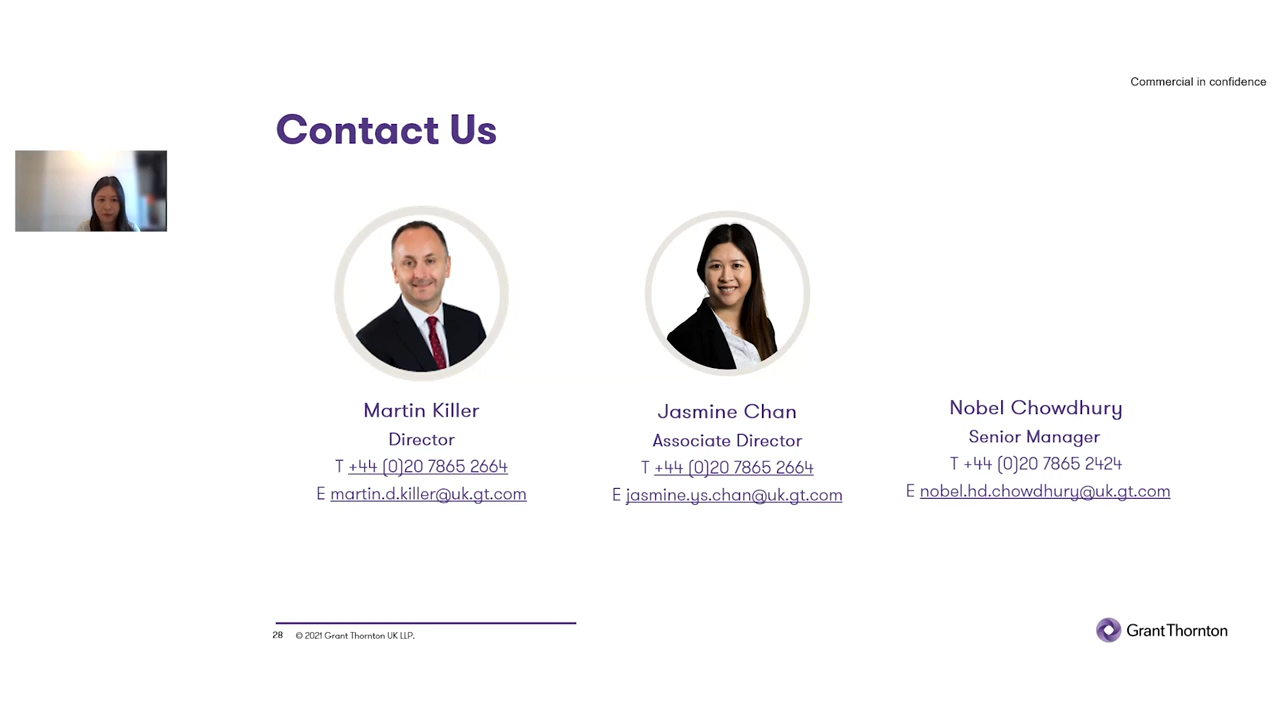 Commercial in confidence
Contact Us
Martin Killer
Director
T +44 (0)20 7865 2664
E martin.d.killer@uk.gt.com
Jasmine Chan
Associate Director
T +44 (0)20 7865 2664
E jasmine.ys.chan@uk.gt.com
Nobel Chowdhury
Senior Manager
T +44 (0)20 7865 2424
E nobel.hd.chowdhury@uk.gt.com
28 © 2021 Grant Thornton UK LLP.
Grant Thornton